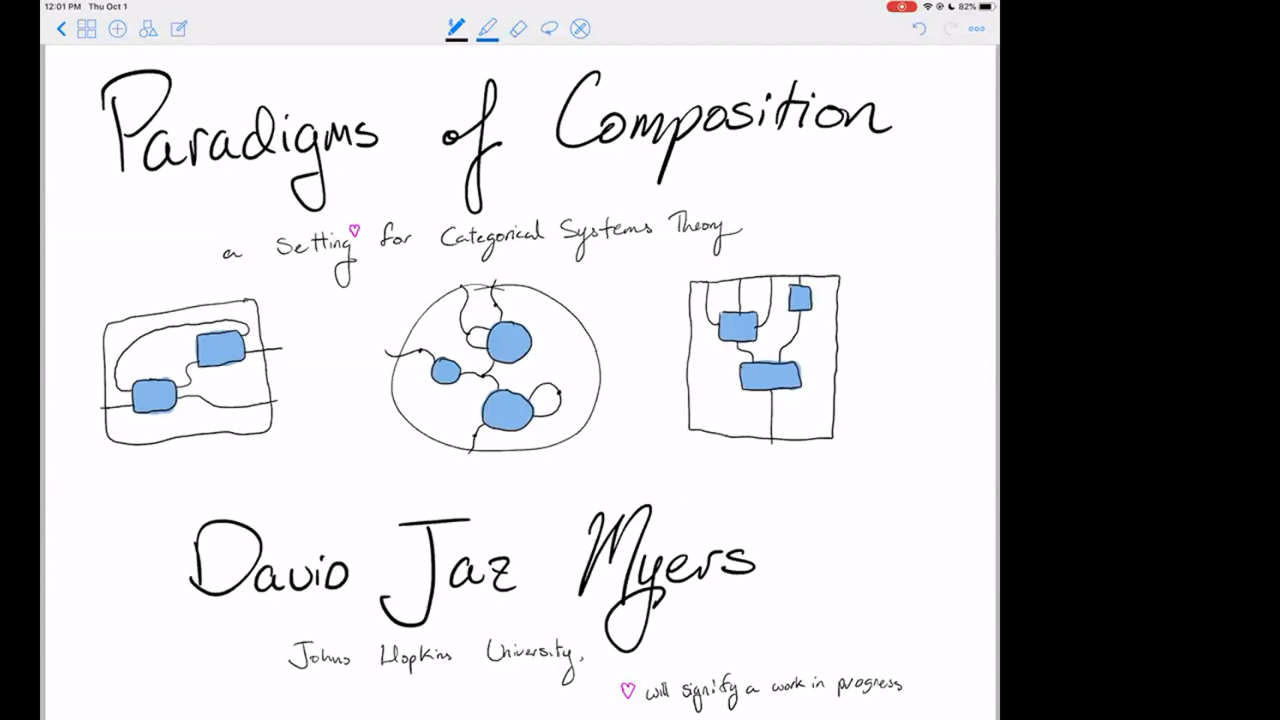 12:01 PM Thu Oct 1
82%
Paradigms of Composition
a Setting♡ for Categorical Systems Theory
David Jaz Myers
Johns Hopkins University,
♡ will signify a work in progress